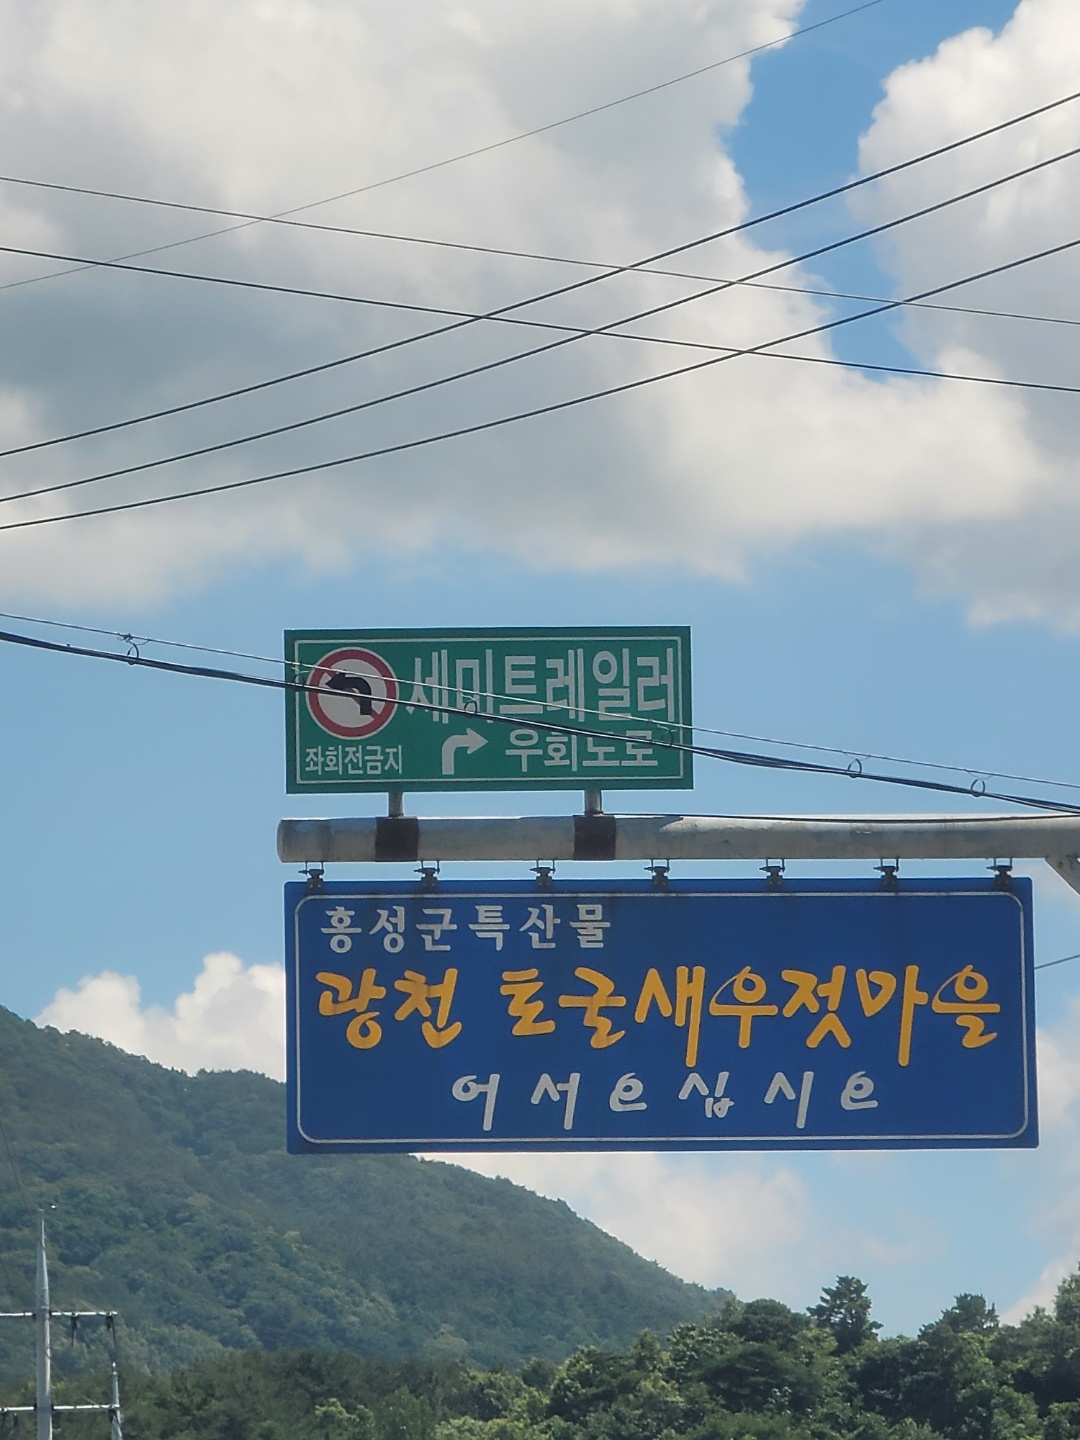 세미트레일러
좌회전금지 우회도로
홍성군특산물
광천 토굴새우젓마을
어서오십시오